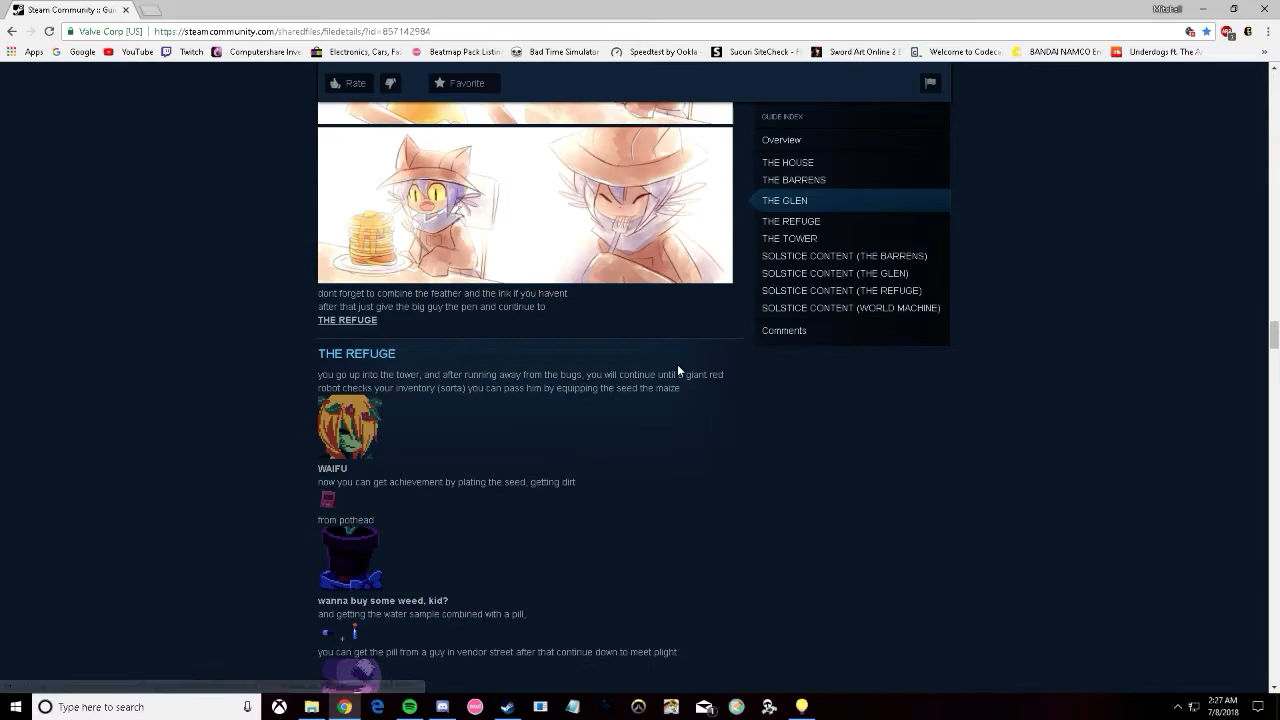 Steam Community :: Gui
Mitchell
Valve Corp [US]
https://steamcommunity.com/sharedfiles/filedetails/?id=857142984
Apps
Google
YouTube
Twitch
Computershare Inve
Electronics, Cars, Fa
Beatmap Pack Listing
Bad Time Simulator
Speedtest by Ookla
Sucuri SiteCheck - F
Sword Art Online 2 E
Welcome to Codeca
BANDAI NAMCO En
Underdogs ft. The A
Rate
Favorite
GUIDE INDEX
Overview
THE HOUSE
THE BARRENS
THE GLEN
THE REFUGE
THE TOWER
SOLSTICE CONTENT (THE BARRENS)
SOLSTICE CONTENT (THE GLEN)
SOLSTICE CONTENT (THE REFUGE)
SOLSTICE CONTENT (WORLD MACHINE)
Comments
dont forget to combine the feather and the ink if you havent
after that just give the big guy the pen and continue to
THE REFUGE
THE REFUGE
you go up into the tower, and after running away from the bugs, you will continue until a giant red
robot checks your inventory (sorta) you can pass him by equipping the seed the maize
WAIFU
now you can get achievement by plating the seed, getting dirt
from pothead
wanna buy some weed, kid?
and getting the water sample combined with a pill,
+
you can get the pill from a guy in vendor street after that continue down to meet plight
Type here to search
2:27 AM
7/8/2018